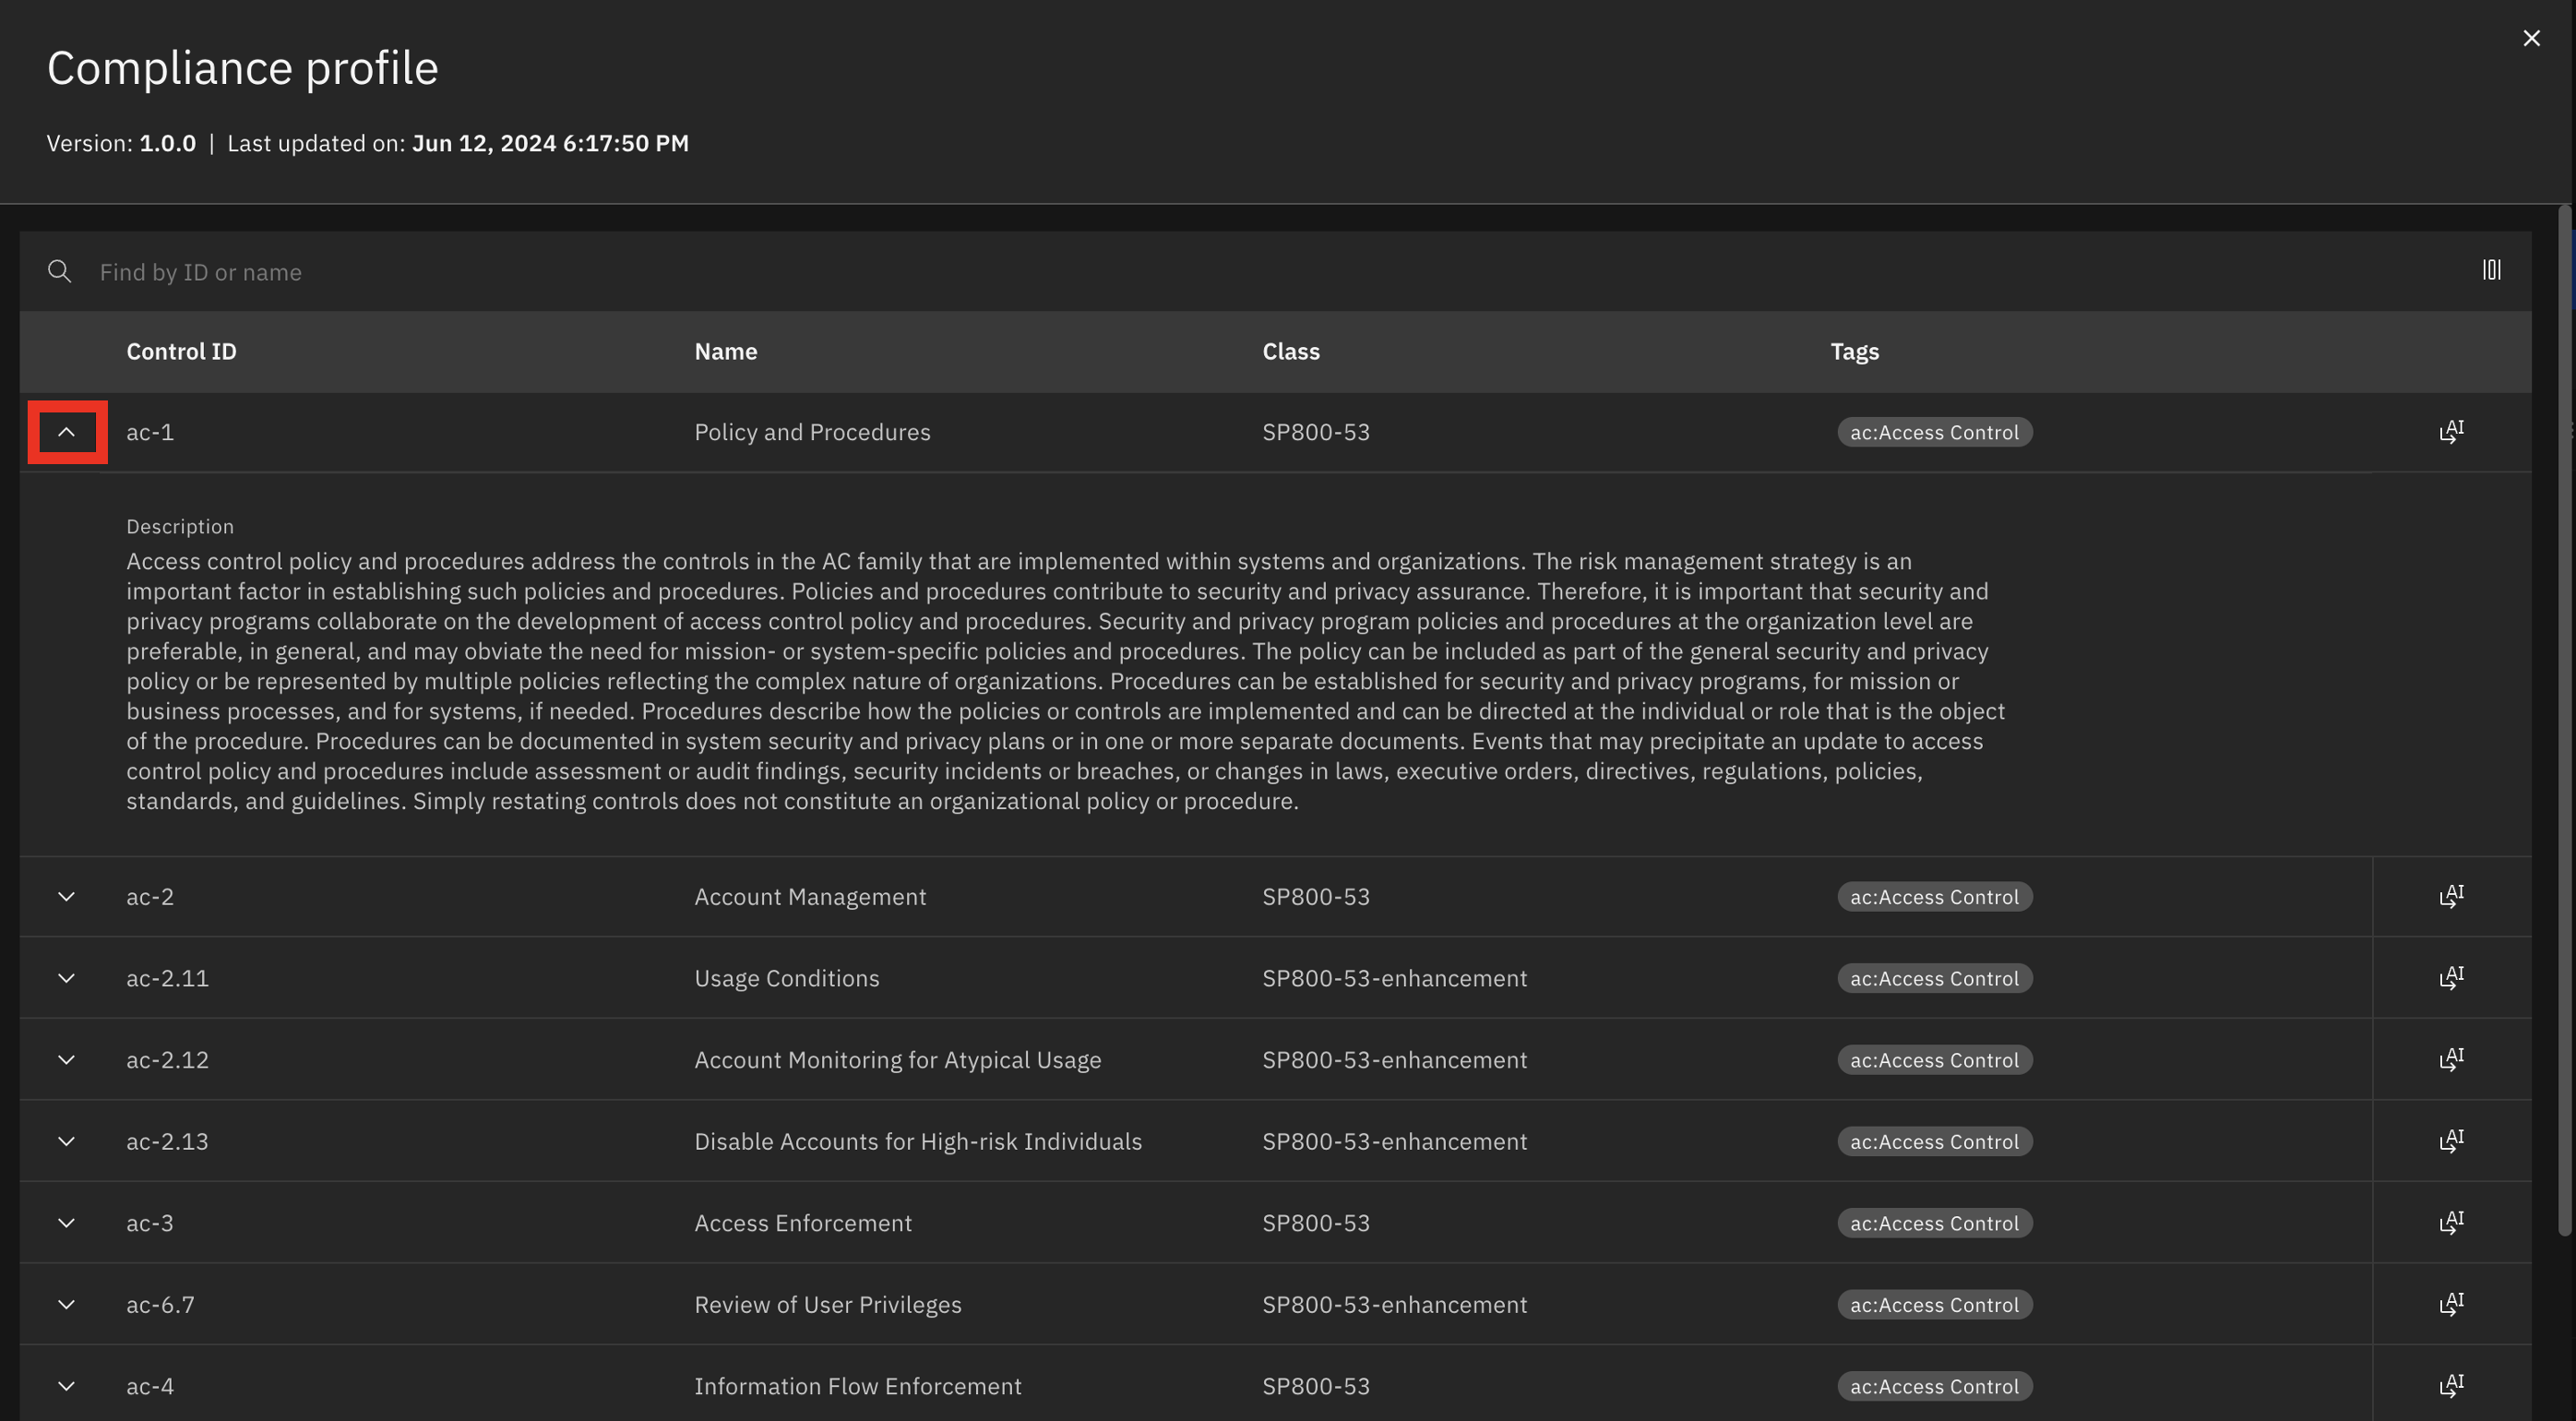 Compliance profile
Version: 1.0.0 | Last updated on: Jun 12, 2024 6:17:50 PM
Find by ID or name
Control ID Name Class Tags
ac-1 Policy and Procedures SP800-53 ac:Access Control AI
Description
Access control policy and procedures address the controls in the AC family that are implemented within systems and organizations. The risk management strategy is an
important factor in establishing such policies and procedures. Policies and procedures contribute to security and privacy assurance. Therefore, it is important that security and
privacy programs collaborate on the development of access control policy and procedures. Security and privacy program policies and procedures at the organization level are
preferable, in general, and may obviate the need for mission- or system-specific policies and procedures. The policy can be included as part of the general security and privacy
policy or be represented by multiple policies reflecting the complex nature of organizations. Procedures can be established for security and privacy programs, for mission or
business processes, and for systems, if needed. Procedures describe how the policies or controls are implemented and can be directed at the individual or role that is the object
of the procedure. Procedures can be documented in system security and privacy plans or in one or more separate documents. Events that may precipitate an update to access
control policy and procedures include assessment or audit findings, security incidents or breaches, or changes in laws, executive orders, directives, regulations, policies,
standards, and guidelines. Simply restating controls does not constitute an organizational policy or procedure.
ac-2 Account Management SP800-53 ac:Access Control AI
ac-2.11 Usage Conditions SP800-53-enhancement ac:Access Control AI
ac-2.12 Account Monitoring for Atypical Usage SP800-53-enhancement ac:Access Control AI
ac-2.13 Disable Accounts for High-risk Individuals SP800-53-enhancement ac:Access Control AI
ac-3 Access Enforcement SP800-53 ac:Access Control AI
ac-6.7 Review of User Privileges SP800-53-enhancement ac:Access Control AI
ac-4 Information Flow Enforcement SP800-53 ac:Access Control AI